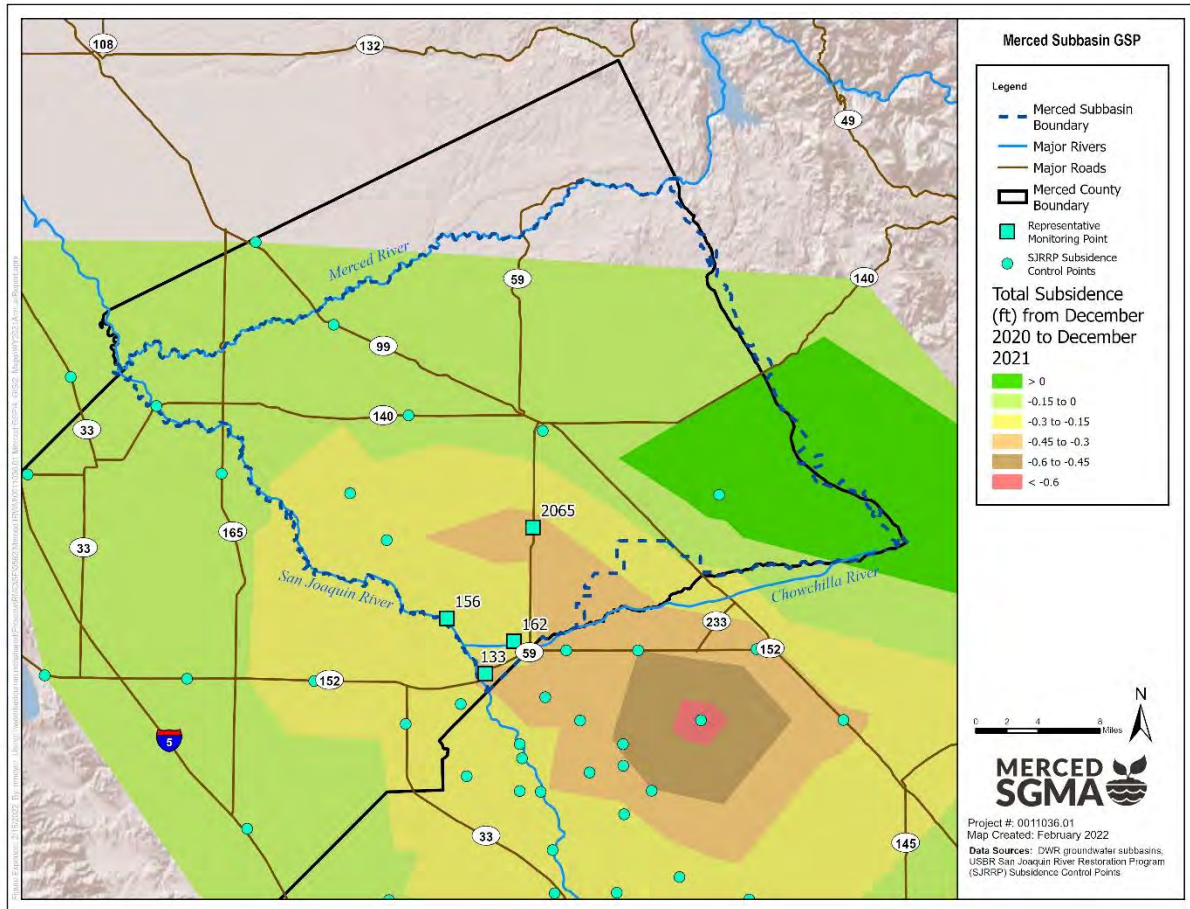 108
132
49
Merced River
59
140
99
140
33
165
33
2065
San Joaquin River
156
162
Chowchilla River
233
59
133
152
152
5
33
145
Merced Subbasin GSP
Legend
Merced Subbasin
Boundary
Major Rivers
Major Roads
Merced County
Boundary
Representative
Monitoring Point
SJRRP Subsidence
Control Points
Total Subsidence
(ft) from December
2020 to December
2021
> 0
-0.15 to 0
-0.3 to -0.15
-0.45 to -0.3
-0.6 to -0.45
< -0.6
N
0 2 4 8
Miles
MERCED
SGMA
Project #: 0011036.01
Map Created: February 2022
Data Sources: DWR groundwater subbasins,
USBR San Joaquin River Restoration Program
(SJRRP) Subsidence Control Points